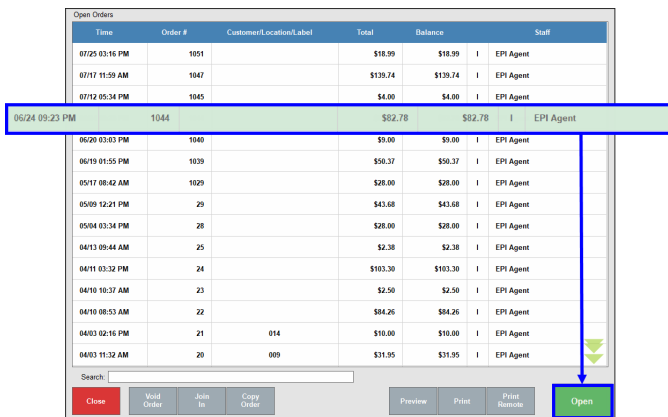 Open Orders
Time Order # Customer/Location/Label Total Balance Staff
07/25 03:16 PM 1051 $18.99 $18.99 I EPI Agent
07/17 11:59 AM 1047 $139.74 $139.74 I EPI Agent
07/12 05:34 PM 1045 $4.00 $4.00 I EPI Agent
06/24 09:23 PM 1044 $82.78 $82.78 I EPI Agent
06/20 03:03 PM 1040 $9.00 $9.00 I EPI Agent
06/19 01:55 PM 1039 $50.37 $50.37 I EPI Agent
05/17 08:42 AM 1029 $28.00 $28.00 I EPI Agent
05/09 12:21 PM 29 $43.68 $43.68 I EPI Agent
05/04 03:34 PM 28 $28.00 $28.00 I EPI Agent
04/13 09:44 AM 25 $2.38 $2.38 I EPI Agent
04/11 03:32 PM 24 $103.30 $103.30 I EPI Agent
04/10 10:37 AM 23 $2.50 $2.50 I EPI Agent
04/10 08:53 AM 22 $84.26 $84.26 I EPI Agent
04/03 02:16 PM 21 014 $10.00 $10.00 I EPI Agent
04/03 11:32 AM 20 009 $31.95 $31.95 I EPI Agent
Search:
Close Void Order Join In Copy Order Preview Print Print Remote Open